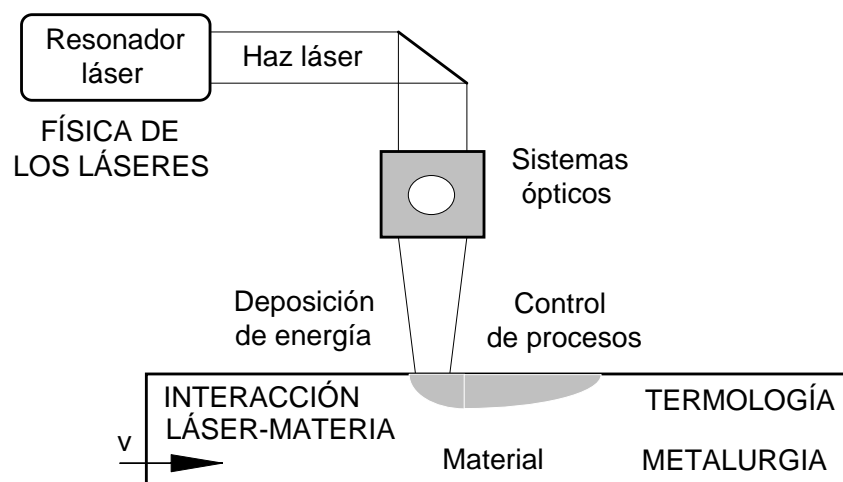 Resonador
láser
Haz láser
FÍSICA DE
LOS LÁSERES
Sistemas
ópticos
Deposición
de energía
Control
de procesos
INTERACCIÓN
LÁSER-MATERIA
TERMOLOGÍA
v
Material
METALURGIA